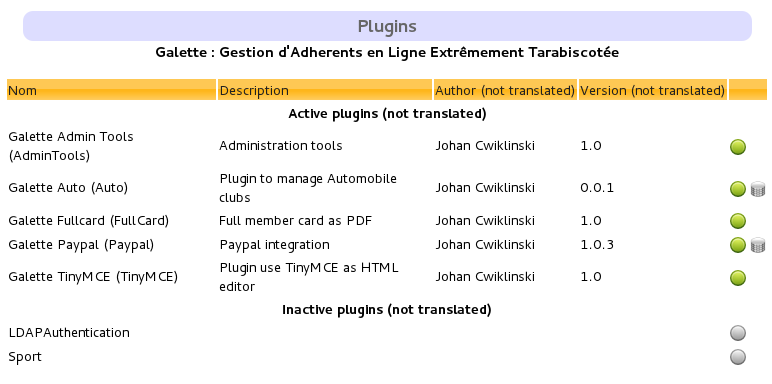 Plugins
Galette : Gestion d'Adherents en Ligne Extrêmement Tarabiscotée
Nom Description Author (not translated) Version (not translated)
Active plugins (not translated)
Galette Admin Tools
(AdminTools) Administration tools Johan Cwiklinski 1.0
Galette Auto (Auto) Plugin to manage Automobile
clubs Johan Cwiklinski 0.0.1
Galette Fullcard (FullCard) Full member card as PDF Johan Cwiklinski 1.0
Galette Paypal (Paypal) Paypal integration Johan Cwiklinski 1.0.3
Galette TinyMCE (TinyMCE) Plugin use TinyMCE as HTML
editor Johan Cwiklinski 1.0
Inactive plugins (not translated)
LDAPAuthentication
Sport